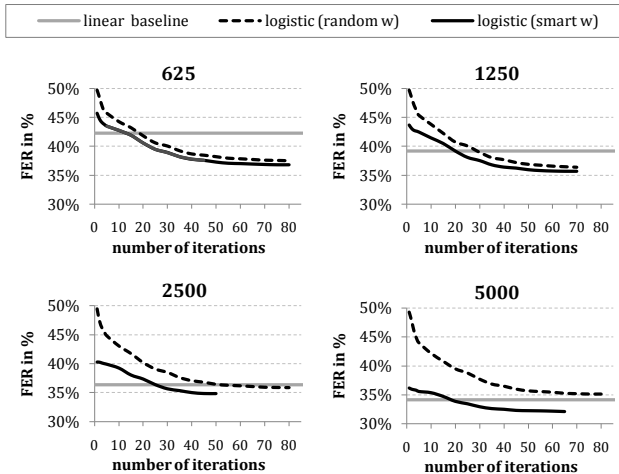 linear baseline logistic (random w) logistic (smart w)
625
50%
45%
40%
35%
30%
FER in %
0 10 20 30 40 50 60 70 80
number of iterations
1250
50%
45%
40%
35%
30%
FER in %
0 10 20 30 40 50 60 70 80
number of iterations
2500
50%
45%
40%
35%
30%
FER in %
0 10 20 30 40 50 60 70 80
number of iterations
5000
50%
45%
40%
35%
30%
FER in %
0 10 20 30 40 50 60 70 80
number of iterations